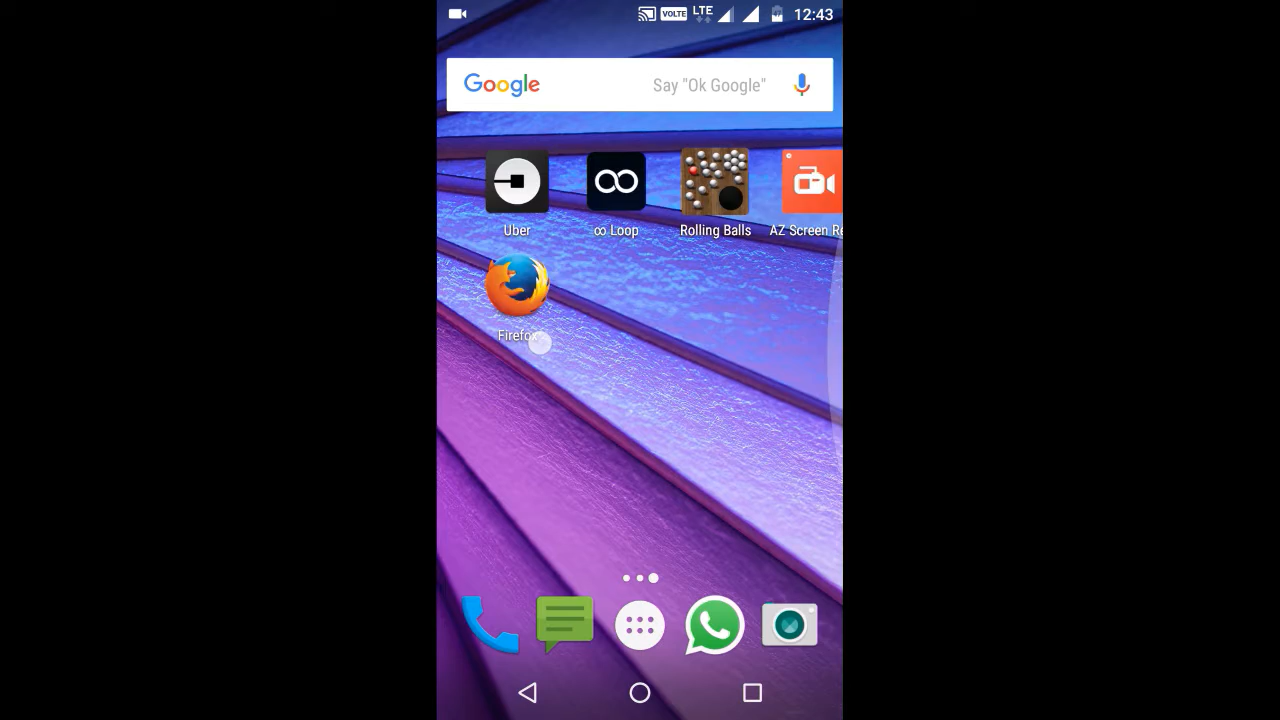 VOLTE LTE 12:43
Google Say "Ok Google"
Uber ∞ Loop Rolling Balls AZ Screen Re
Firefox